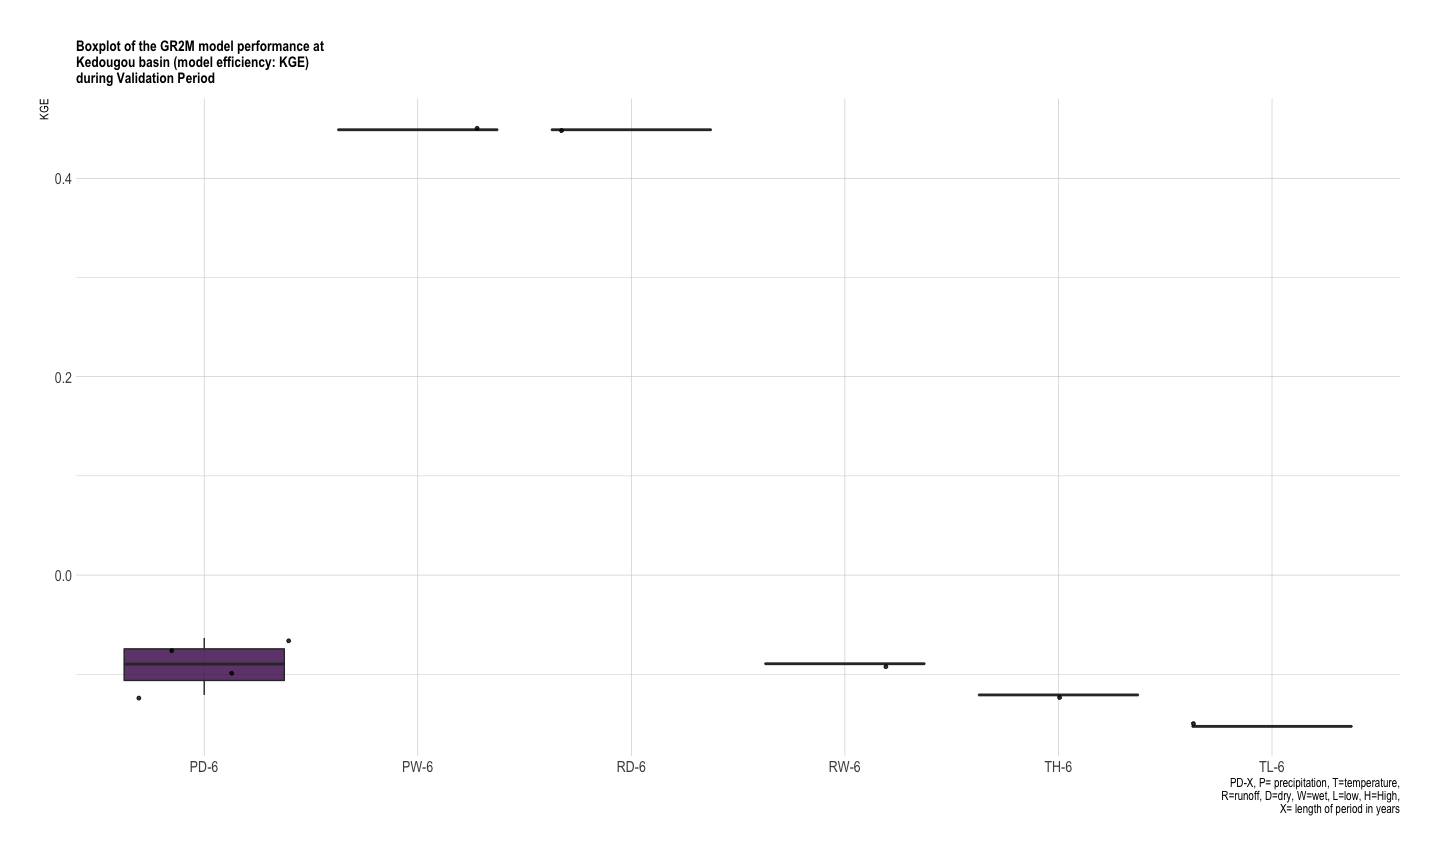 Boxplot of the GR2M model performance at
Kedougou basin (model efficiency: KGE)
during Validation Period
KGE
0.4
0.2
0.0
PD-6 PW-6 RD-6 RW-6 TH-6 TL-6
PD-X, P= precipitation, T=temperature,
R=runoff, D=dry, W=wet, L=low, H=High,
X= length of period in years